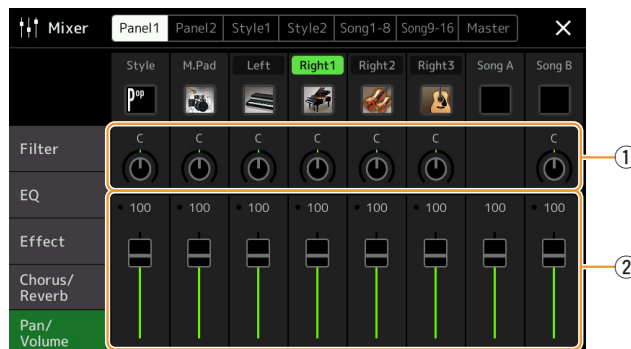 Mixer Panel1 Panel2 Style1 Style2 Song1-8 Song9-16 Master
Style M.Pad Left Right1 Right2 Right3 Song A Song B
Pop
Filter C C C C C C C ①
EQ
100 100 100 100 100 100 100 100
Effect
②
Chorus/
Reverb
Pan/
Volume